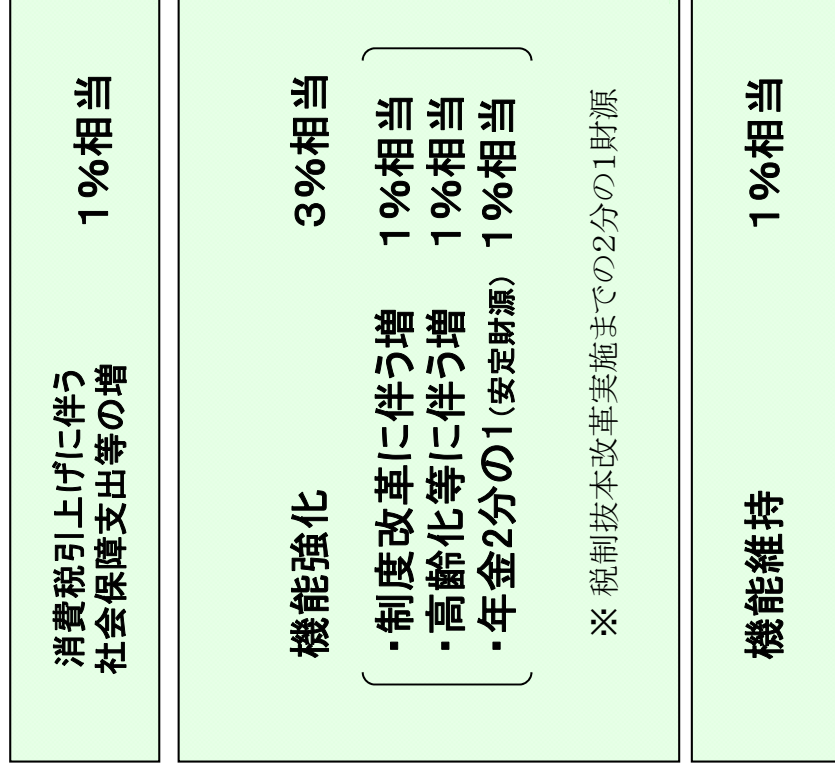 消費税引上げに伴う
社会保障支出等の増 1%相当
機能強化 3%相当
・制度改革に伴う増 1%相当
・高齢化等に伴う増 1%相当
・年金2分の1(安定財源) 1%相当
※ 税制抜本改革実施までの2分の1財源
機能維持 1%相当